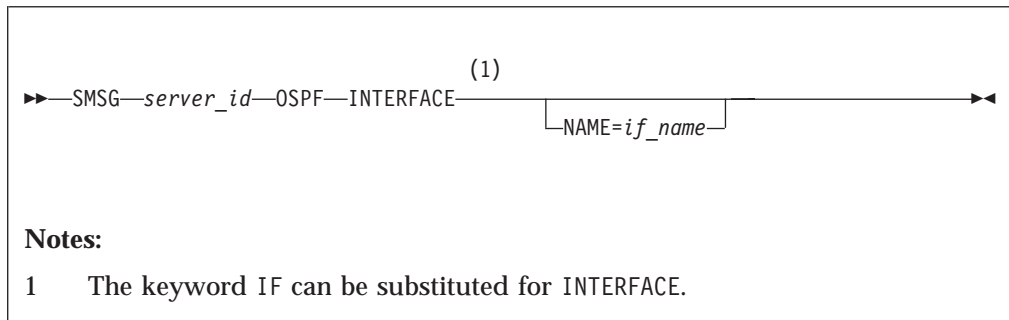 (1)
SMSG server_id OSPF INTERFACE
NAME=if_name
Notes:
1 The keyword IF can be substituted for INTERFACE.